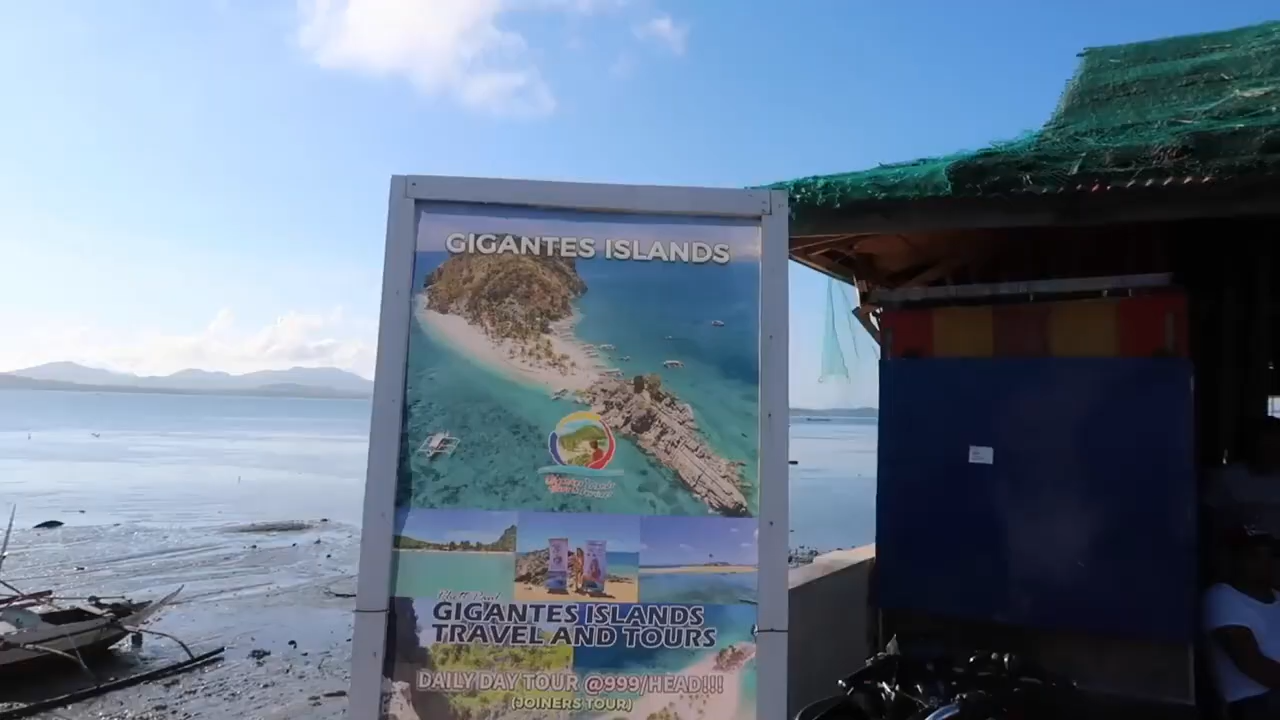 GIGANTES ISLANDS
GIGANTES ISLANDS
TRAVEL AND TOURS
DAILY DAY TOUR @999/HEAD!!!
(JOINERS TOUR)